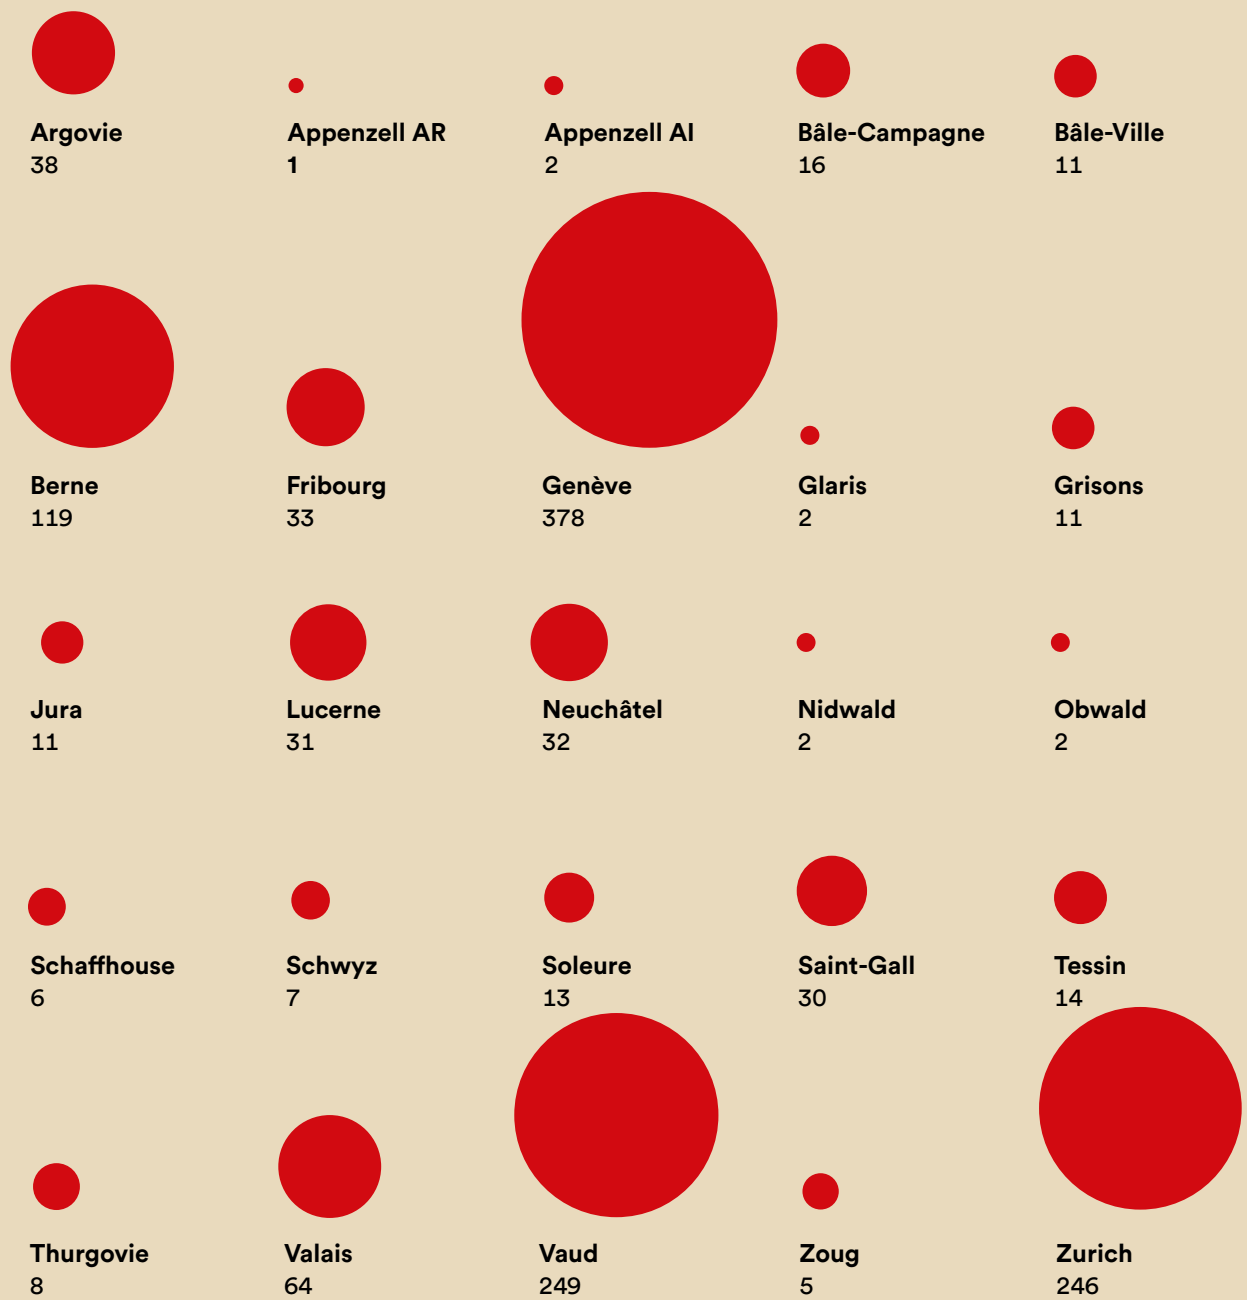 Argovie
38
Appenzell AR
1
Appenzell AI
2
Bâle-Campagne
16
Bâle-Ville
11
Berne
119
Fribourg
33
Genève
378
Glaris
2
Grisons
11
Jura
11
Lucerne
31
Neuchâtel
32
Nidwald
2
Obwald
2
Schaffhouse
6
Schwyz
7
Soleure
13
Saint-Gall
30
Tessin
14
Thurgovie
8
Valais
64
Vaud
249
Zoug
5
Zurich
246